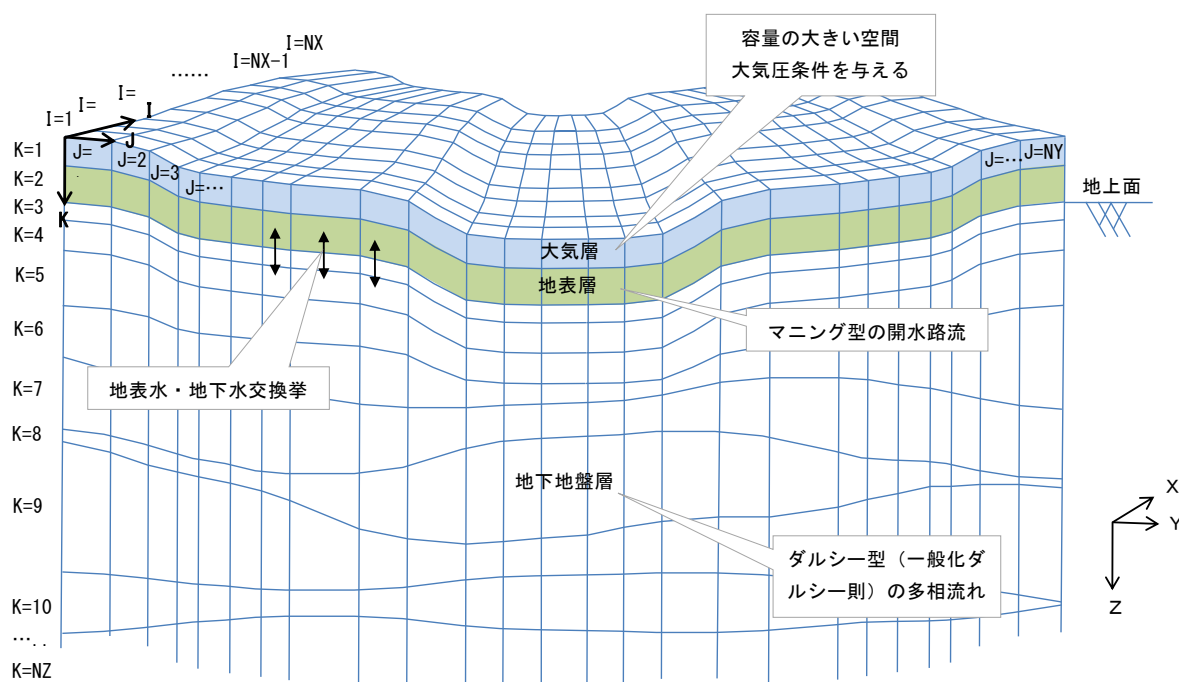 I=NX
I=NX-1
……
I=
I=
I=1
I
J
K
K=1
K=2
K=3
K=4
K=5
K=6
K=7
K=8
K=9
K=10
…..
K=NZ
J=
J=2
J=3
J=…
J=…
J=NY
容量の大きい空間
大気圧条件を与える
地上面
大気層
地表層
マニング型の開水路流
地表水・地下水交換挙
地下地盤層
ダルシー型（一般化ダ
ルシー則）の多相流れ
X
Y
Z